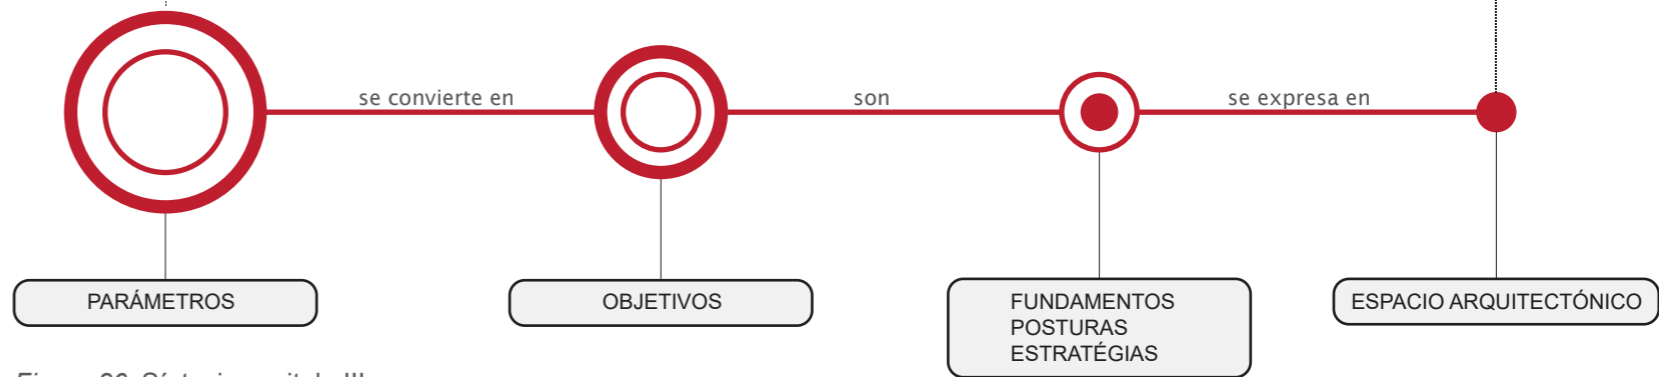 se convierte en
son
se expresa en
PARÁMETROS
OBJETIVOS
FUNDAMENTOS
POSTURAS
ESTRATÉGIAS
ESPACIO ARQUITECTÓNICO